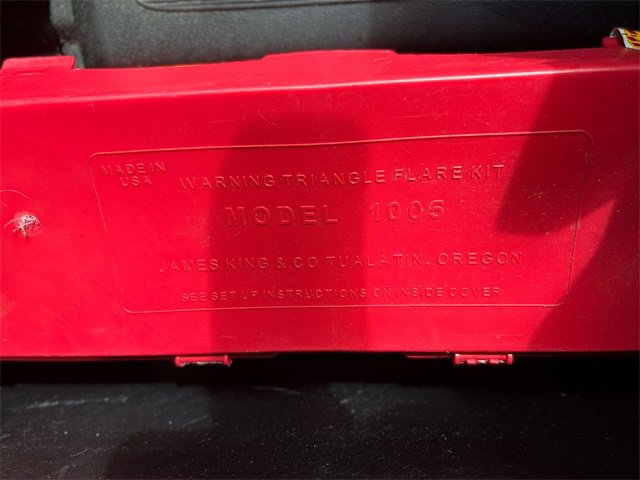 MADE IN
USA
WARNING TRIANGLE FLARE KIT
MODEL 1005
JAMES KING & CO. TUALATIN, OREGON
SEE SET UP INSTRUCTIONS ON INSIDE COVER